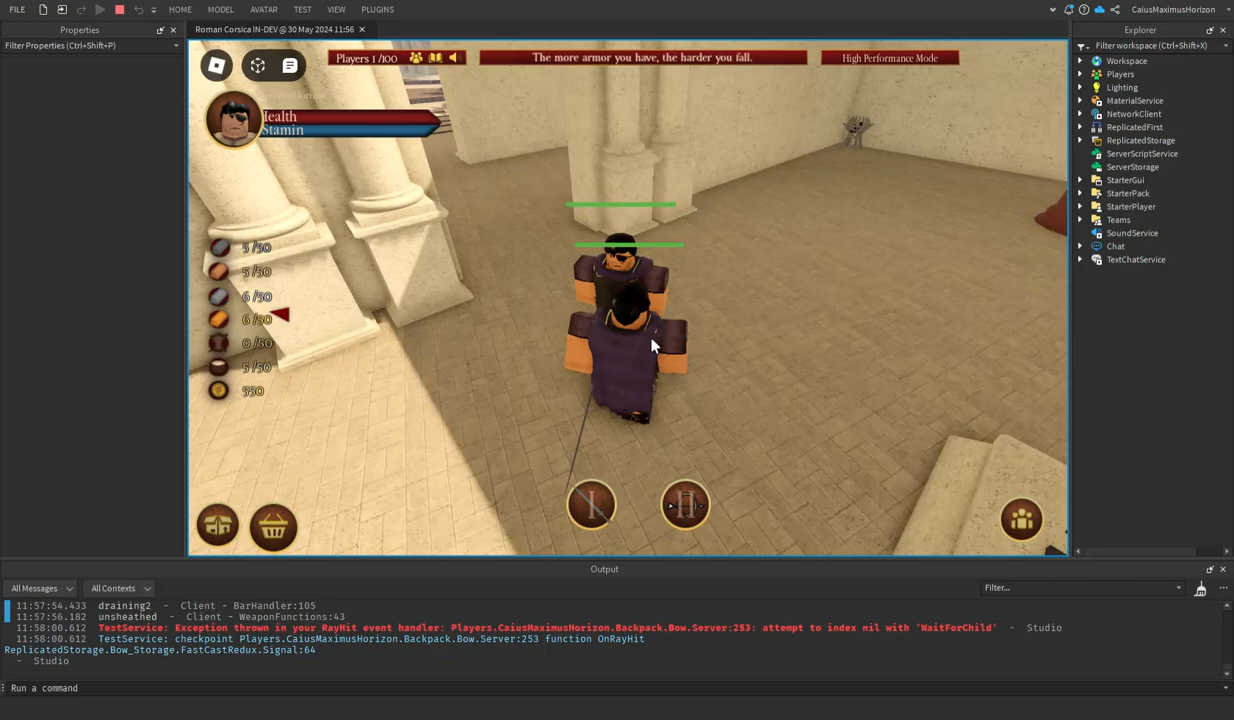 FILE
HOME
MODEL
AVATAR
TEST
VIEW
PLUGINS
CaiusMaximusHorizon
Properties
Roman Corsica IN-DEV @ 30 May 2024 11:56
Explorer
Filter Properties (Ctrl+Shift+P)
Filter workspace (Ctrl+Shift+X)
Players 1 /100
The more armor you have, the harder you fall.
High Performance Mode
Health
Stamin
5 /50
5 /50
6 /50
6 /50
0 /50
5 /50
550
I
II
Workspace
Players
Lighting
MaterialService
NetworkClient
ReplicatedFirst
ReplicatedStorage
ServerScriptService
ServerStorage
StarterGui
StarterPack
StarterPlayer
Teams
SoundService
Chat
TextChatService
Output
All Messages
All Contexts
Filter...
11:57:54.433 draining2 - Client - BarHandler:105
11:57:56.182 unsheathed - Client - WeaponFunctions:43
11:58:00.612 TestService: Exception thrown in your RayHit event handler: Players.CaiusMaximusHorizon.Backpack.Bow.Server:253: attempt to index nil with 'WaitForChild' - Studio
11:58:00.612 TestService: checkpoint Players.CaiusMaximusHorizon.Backpack.Bow.Server:253 function OnRayHit
ReplicatedStorage.Bow_Storage.FastCastRedux.Signal:64
- Studio
Run a command